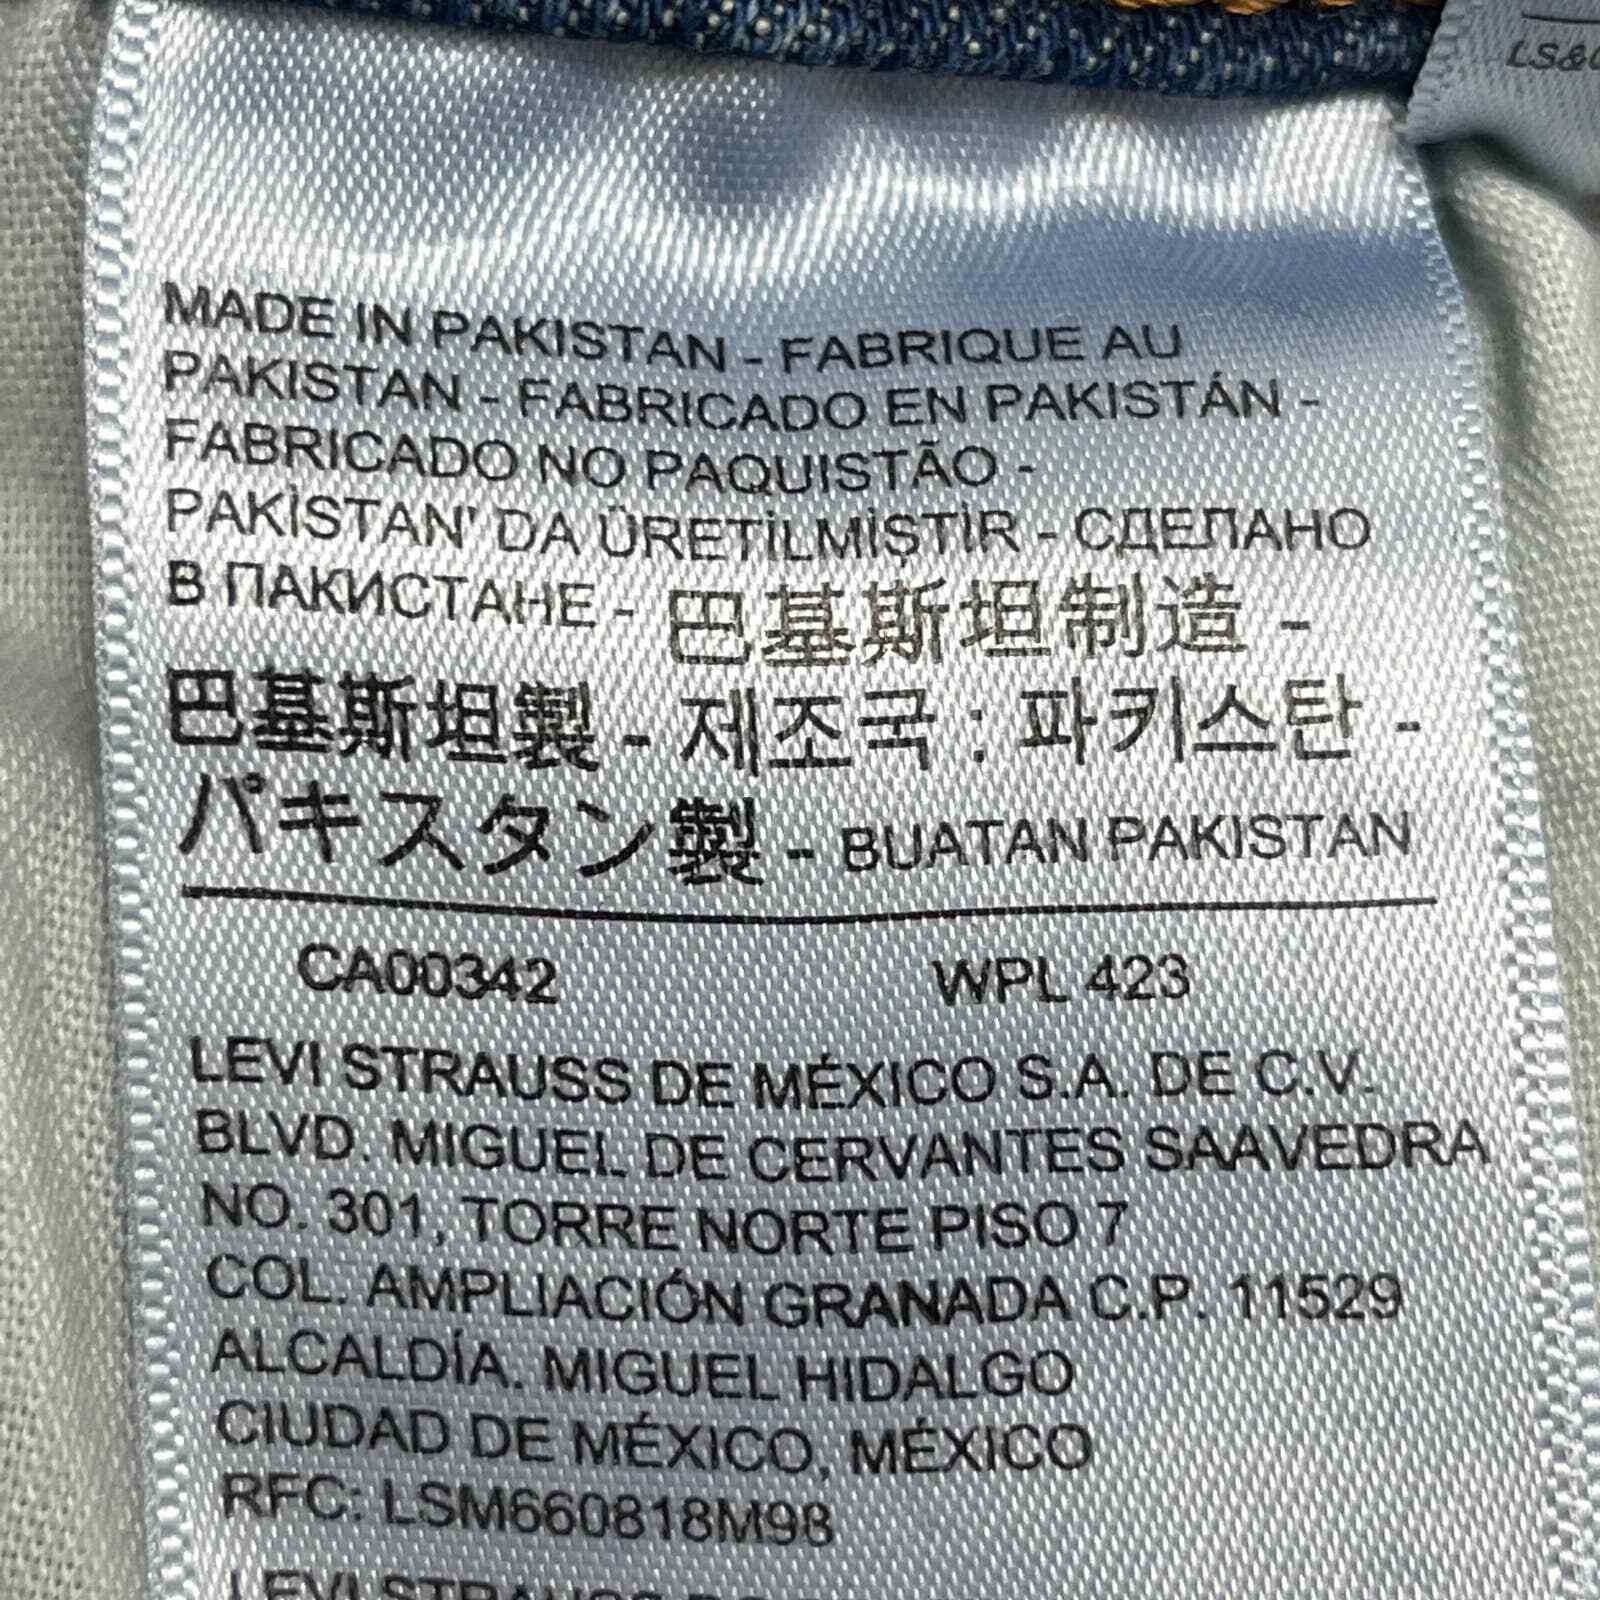 LS&
MADE IN PAKISTAN - FABRIQUE AU
PAKISTAN - FABRICADO EN PAKISTÁN -
FABRICADO NO PAQUISTÃO -
PAKİSTAN' DA ÜRETİLMİŞTİR - СДЕЛАНО
В ПАКИСТАНЕ - 巴基斯坦制造 -
巴基斯坦製 - 제조국 : 파키스탄 -
パキスタン製 - BUATAN PAKISTAN
CA00342 WPL 423
LEVI STRAUSS DE MÉXICO S.A. DE C.V.
BLVD. MIGUEL DE CERVANTES SAAVEDRA
NO. 301, TORRE NORTE PISO 7
COL. AMPLIACIÓN GRANADA C.P. 11529
ALCALDÍA. MIGUEL HIDALGO
CIUDAD DE MÉXICO, MÉXICO
RFC: LSM660818M98
LEVI STRAUSS